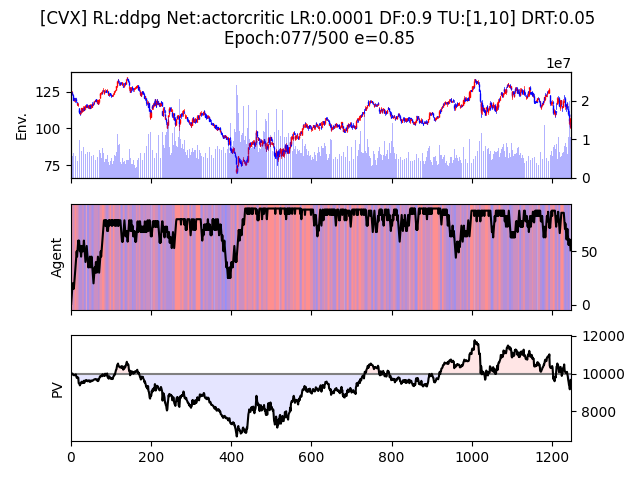 [CVX] RL:ddpg Net:actorcritic LR:0.0001 DF:0.9 TU:[1,10] DRT:0.05
Epoch:077/500 e=0.85
1e7
Env.
125
100
75
2
1
0
Agent
50
0
PV
12000
10000
8000
0 200 400 600 800 1000 1200